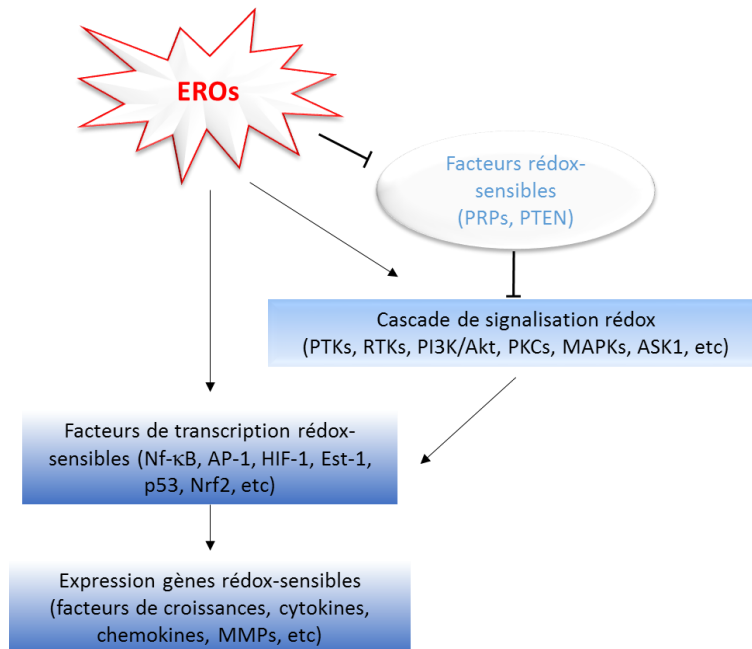 EROs
Facteurs rédox-
sensibles
(PRPs, PTEN)
Cascade de signalisation rédox
(PTKs, RTKs, PI3K/Akt, PKCs, MAPKs, ASK1, etc)
Facteurs de transcription rédox-
sensibles (Nf-κB, AP-1, HIF-1, Est-1,
p53, Nrf2, etc)
Expression gènes rédox-sensibles
(facteurs de croissances, cytokines,
chemokines, MMPs, etc)